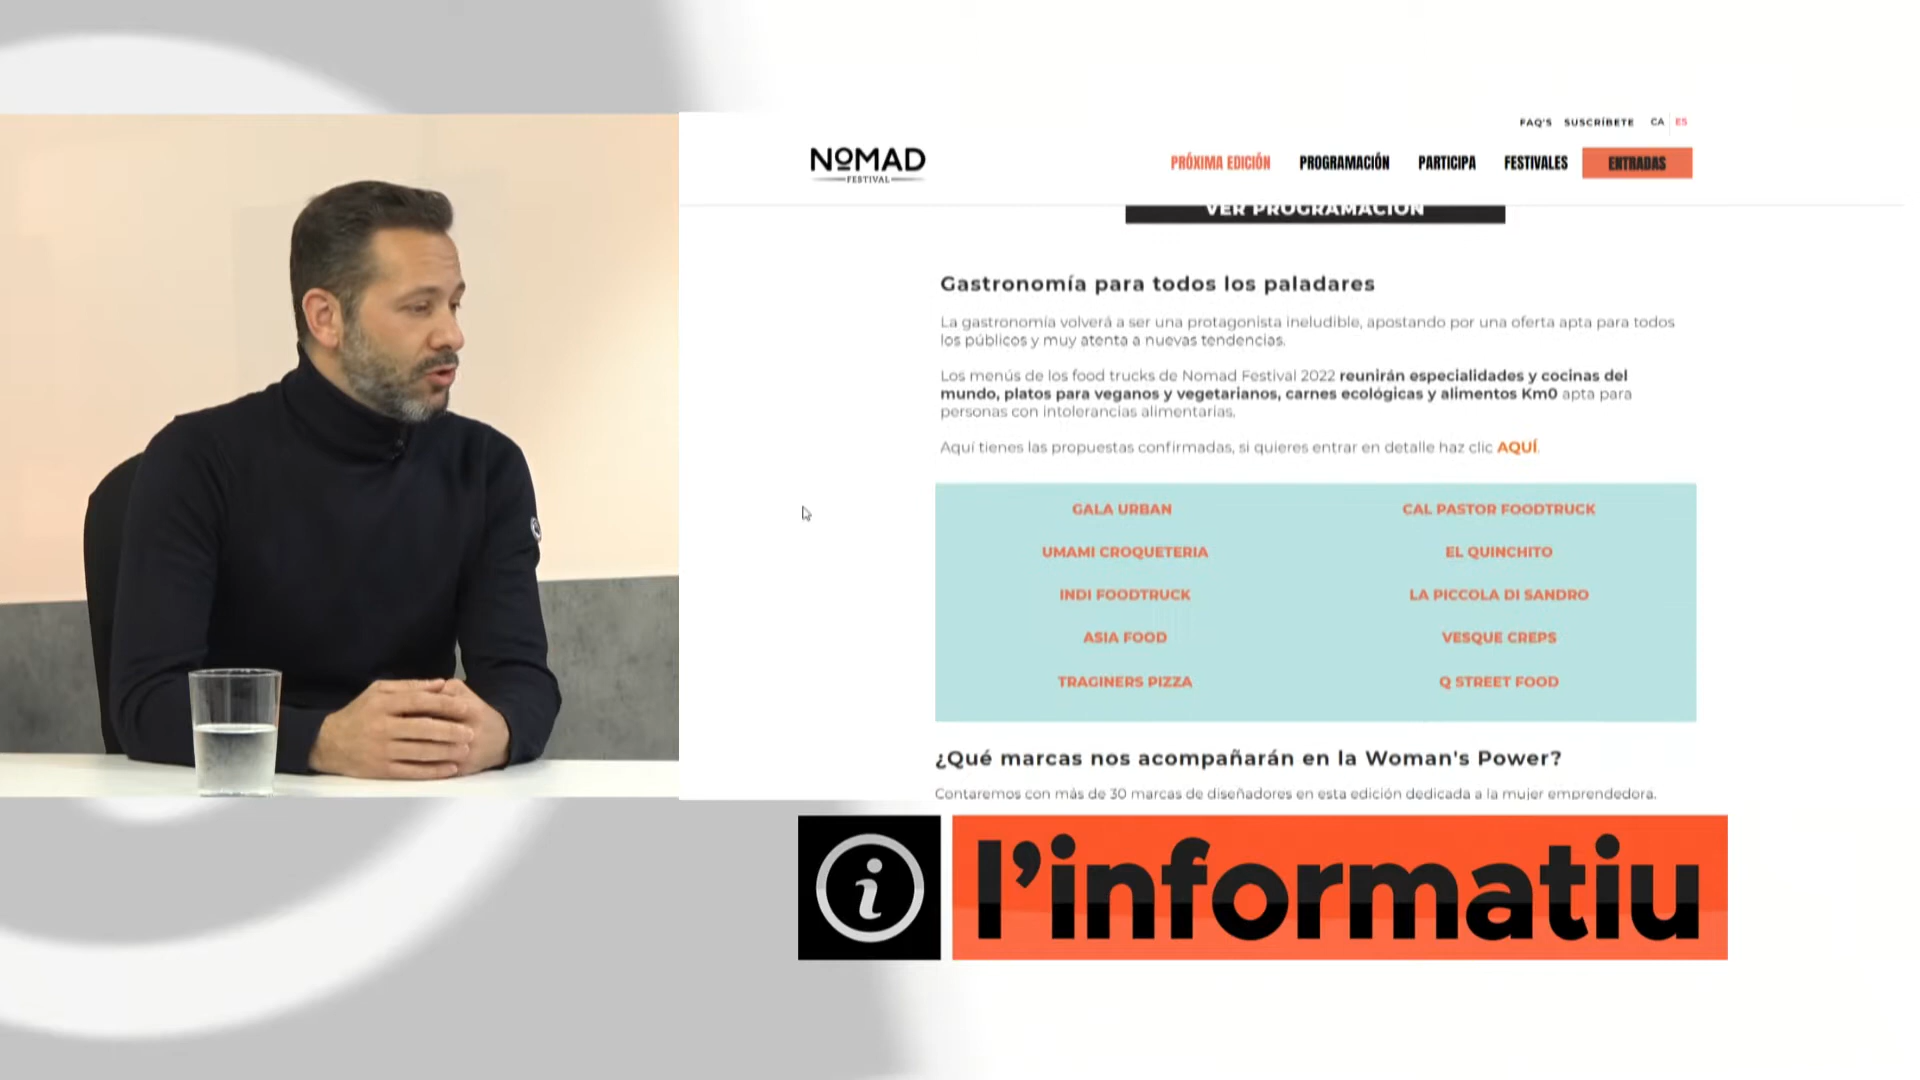 FAQ'S SUSCRÍBETE CA ES
NOMAD
FESTIVAL
PRÓXIMA EDICIÓN PROGRAMACIÓN PARTICIPA FESTIVALES ENTRADAS
VER PROGRAMACIÓN
Gastronomía para todos los paladares
La gastronomía volverá a ser una protagonista ineludible, apostando por una oferta apta para todos
los públicos y muy atenta a nuevas tendencias.
Los menús de los food trucks de Nomad Festival 2022 reunirán especialidades y cocinas del
mundo, platos para veganos y vegetarianos, carnes ecológicas y alimentos Km0 apta para
personas con intolerancias alimentarias.
Aquí tienes las propuestas confirmadas, si quieres entrar en detalle haz clic AQUÍ.
GALA URBAN CAL PASTOR FOODTRUCK
UMAMI CROQUETERIA EL QUINCHITO
INDI FOODTRUCK LA PICCOLA DI SANDRO
ASIA FOOD VESQUE CREPS
TRAGINERS PIZZA Q STREET FOOD
¿Qué marcas nos acompañarán en la Woman's Power?
Contaremos con más de 30 marcas de diseñadores en esta edición dedicada a la mujer emprendedora.
i l'informatiu